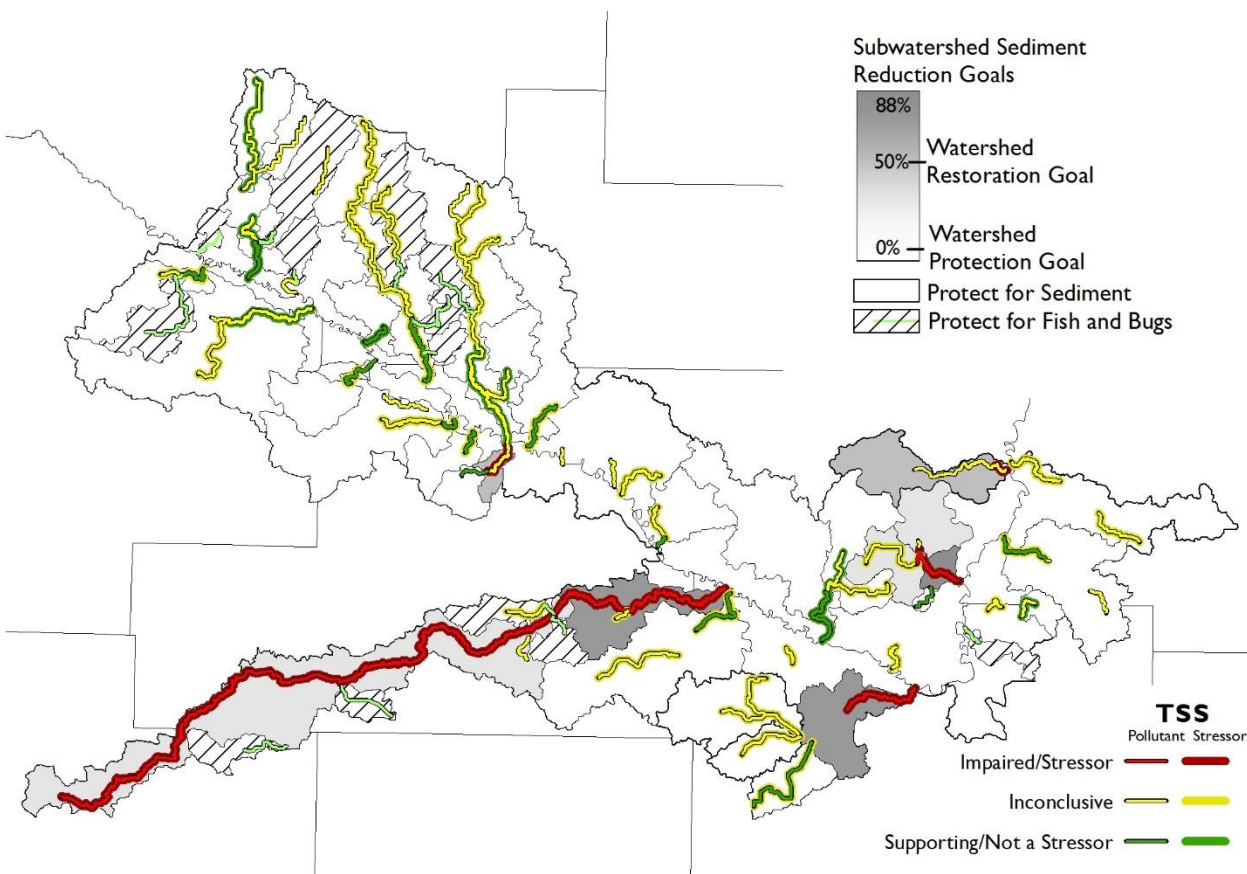 Subwatershed Sediment
Reduction Goals
88%
50%
Watershed
Restoration Goal
0%
Watershed
Protection Goal
Protect for Sediment
Protect for Fish and Bugs
TSS
Pollutant Stressor
Impaired/Stressor
Inconclusive
Supporting/Not a Stressor